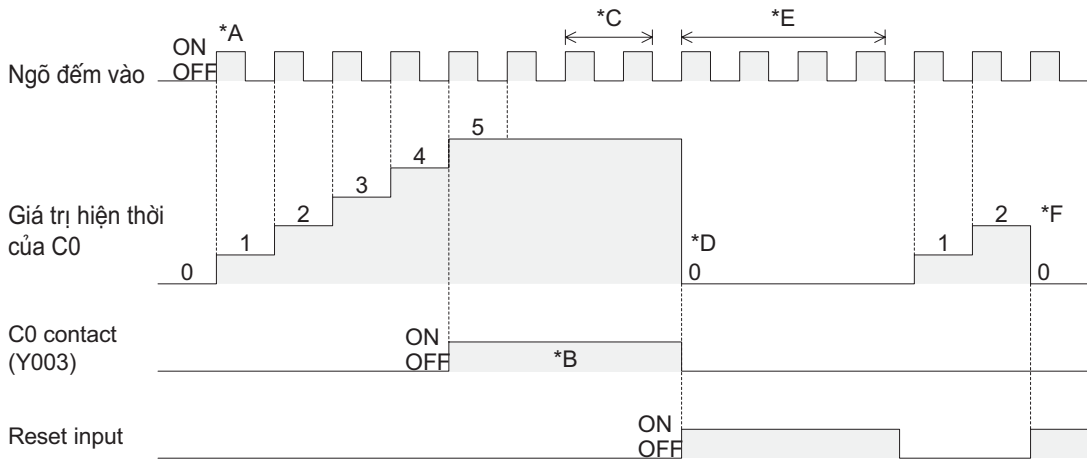 *A *C *E
ON
OFF
Ngõ đếm vào
5
4
3
2
1
0
Giá trị hiện thời
của C0
*D
0
1
2
*F
0
C0 contact
(Y003)
ON
OFF
*B
Reset input
ON
OFF